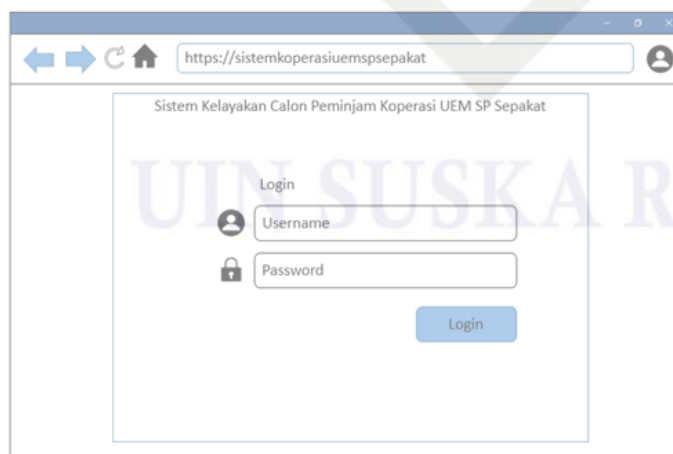 https://sistemkoperasiuemspsepakat
Sistem Kelayakan Calon Peminjam Koperasi UEM SP Sepakat
UIN SUSKA R
Login
Username
Password
Login